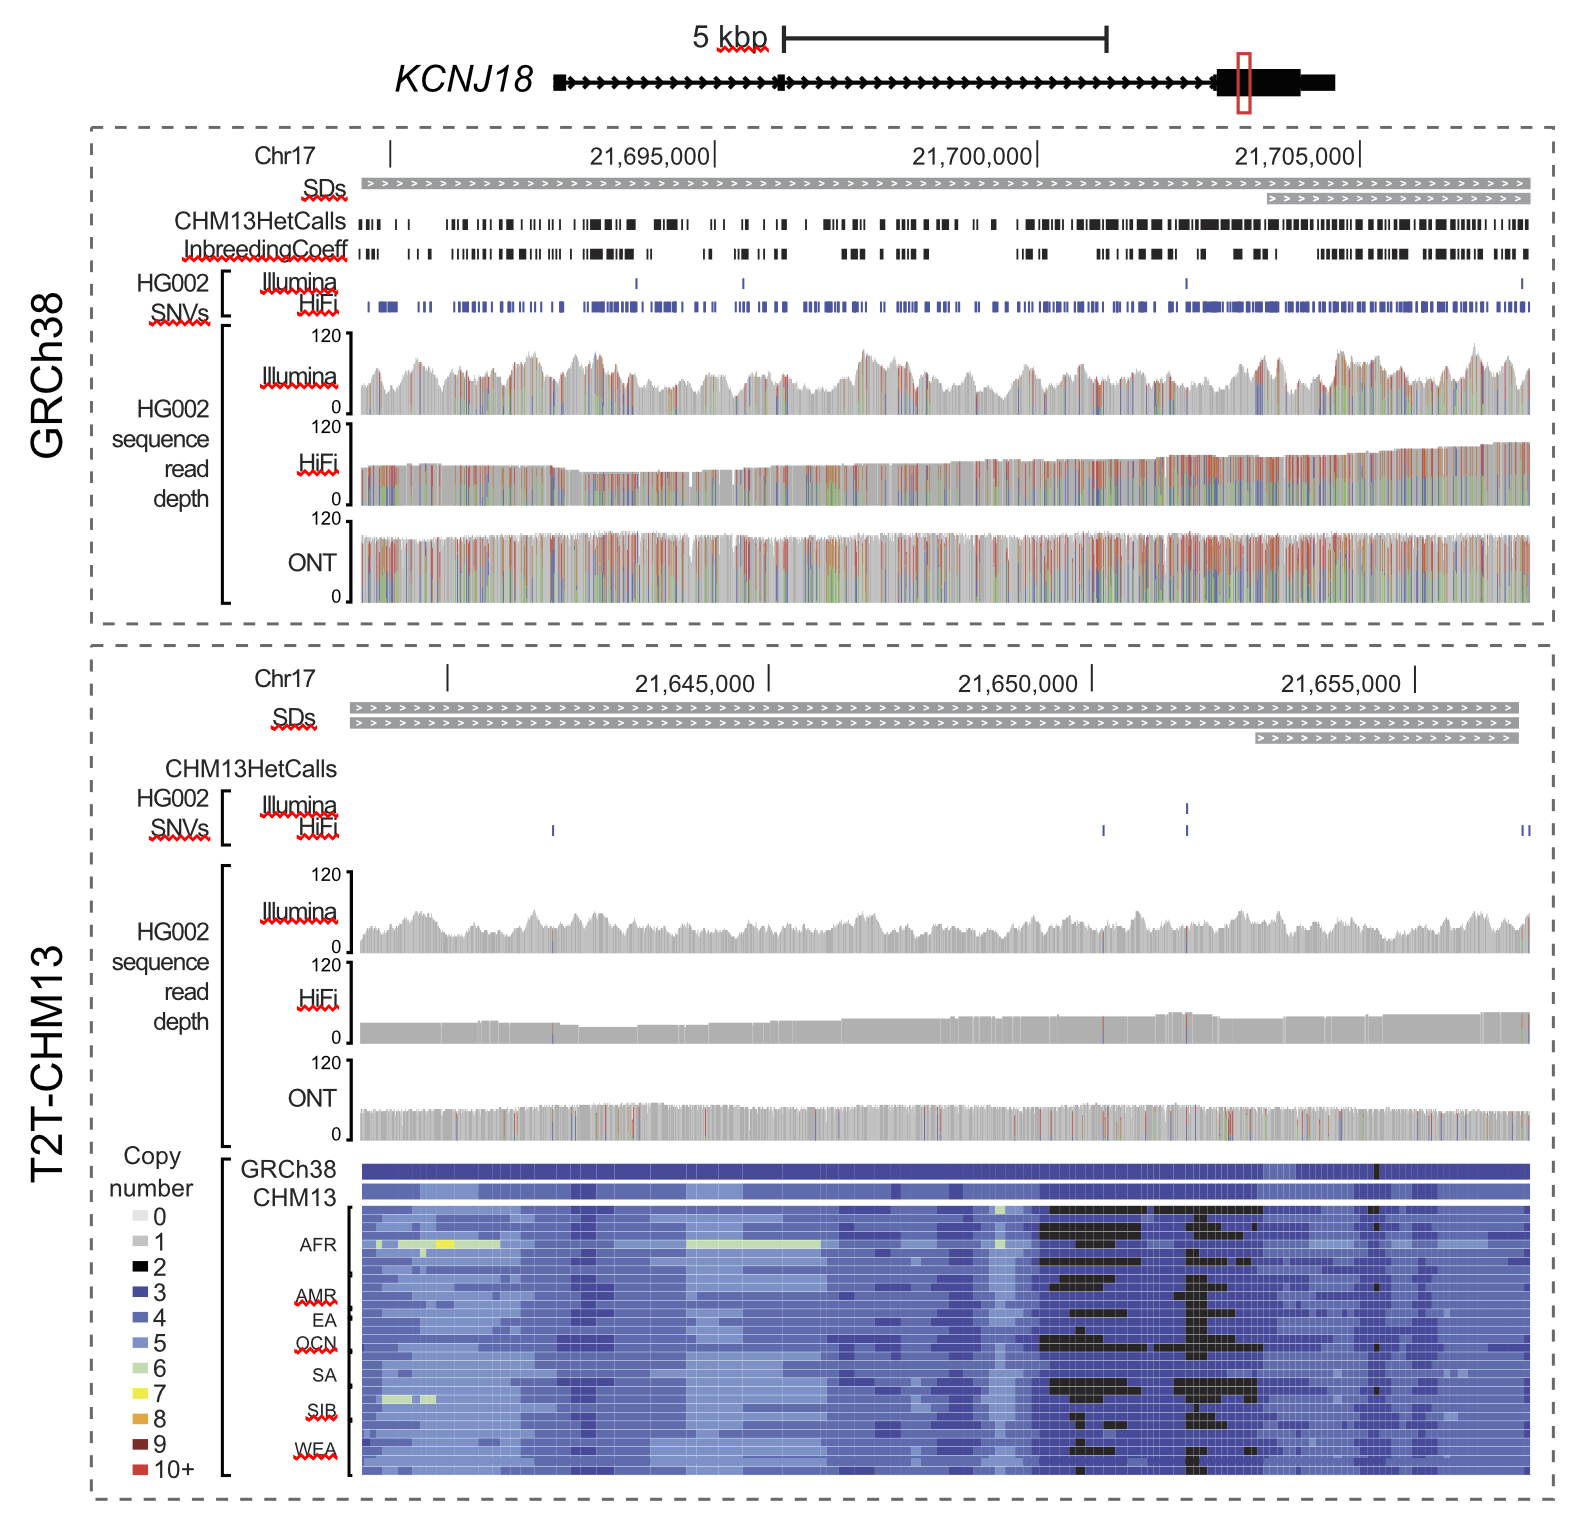 5 kbp
KCNJ18
GRCh38
Chr17
21,695,000
21,700,000
21,705,000
SDs
CHM13HetCalls
InbreedingCoeff
HG002
SNVs
Illumina
HiFi
HG002
sequence
read
depth
120
Illumina
0
120
HiFi
0
120
ONT
0
T2T-CHM13
Chr17
21,645,000
21,650,000
21,655,000
SDs
CHM13HetCalls
HG002
SNVs
Illumina
HiFi
HG002
sequence
read
depth
120
Illumina
0
120
HiFi
0
120
ONT
0
Copy
number
0
1
2
3
4
5
6
7
8
9
10+
GRCh38
CHM13
AFR
AMR
EA
OCN
SA
SIB
WEA